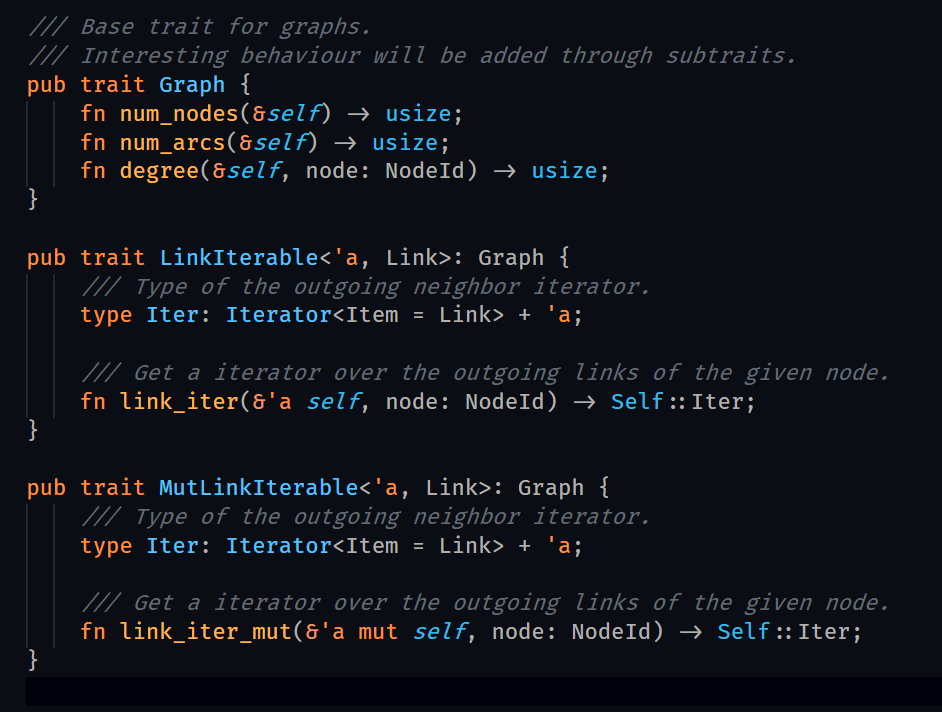 /// Base trait for graphs.
/// Interesting behaviour will be added through subtraits.
pub trait Graph {
    fn num_nodes(&self) -> usize;
    fn num_arcs(&self) -> usize;
    fn degree(&self, node: NodeId) -> usize;
}

pub trait LinkIterable<'a, Link>: Graph {
    /// Type of the outgoing neighbor iterator.
    type Iter: Iterator<Item = Link> + 'a;

    /// Get a iterator over the outgoing links of the given node.
    fn link_iter(&'a self, node: NodeId) -> Self::Iter;
}

pub trait MutLinkIterable<'a, Link>: Graph {
    /// Type of the outgoing neighbor iterator.
    type Iter: Iterator<Item = Link> + 'a;

    /// Get a iterator over the outgoing links of the given node.
    fn link_iter_mut(&'a mut self, node: NodeId) -> Self::Iter;
}